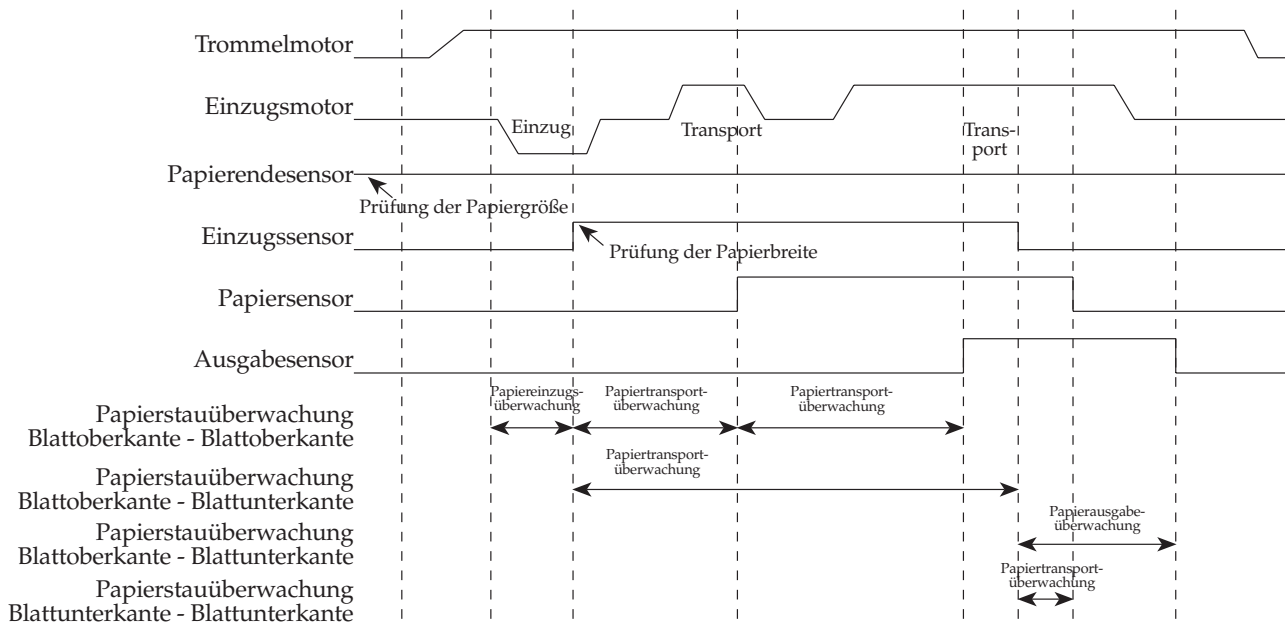 Trommelmotor
Einzugsmotor
Einzug
Transport
Trans-
port
Papierendesensor
Prüfung der Papiergröße
Einzugssensor
Prüfung der Papierbreite
Papiersensor
Ausgabesensor
Papiereinzugs-
überwachung
Papiertransport-
überwachung
Papiertransport-
überwachung
Papierstauüberwachung
Blattoberkante - Blattoberkante
Papiertransport-
überwachung
Papierstauüberwachung
Blattoberkante - Blattunterkante
Papierausgabe-
überwachung
Papierstauüberwachung
Blattoberkante - Blattunterkante
Papiertransport-
überwachung
Papierstauüberwachung
Blattunterkante - Blattunterkante